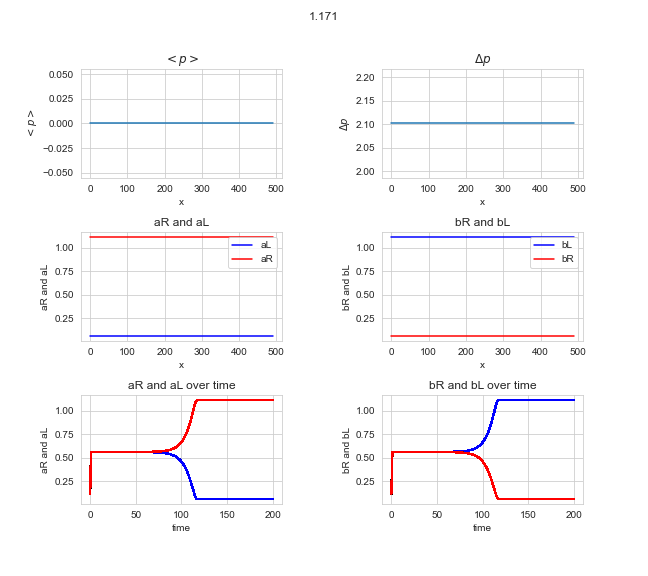 1.171
< p >
Δp
0.050
0.025
0.000
−0.025
−0.050
< p >
0 100 200 300 400 500
x
2.20
2.15
2.10
2.05
2.00
Δp
0 100 200 300 400 500
x
aR and aL
bR and bL
1.00
0.75
0.50
0.25
aR and aL
aL
aR
0 100 200 300 400 500
x
1.00
0.75
0.50
0.25
bR and bL
bL
bR
0 100 200 300 400 500
x
aR and aL over time
bR and bL over time
1.00
0.75
0.50
0.25
aR and aL
0 50 100 150 200
time
1.00
0.75
0.50
0.25
bR and bL
0 50 100 150 200
time